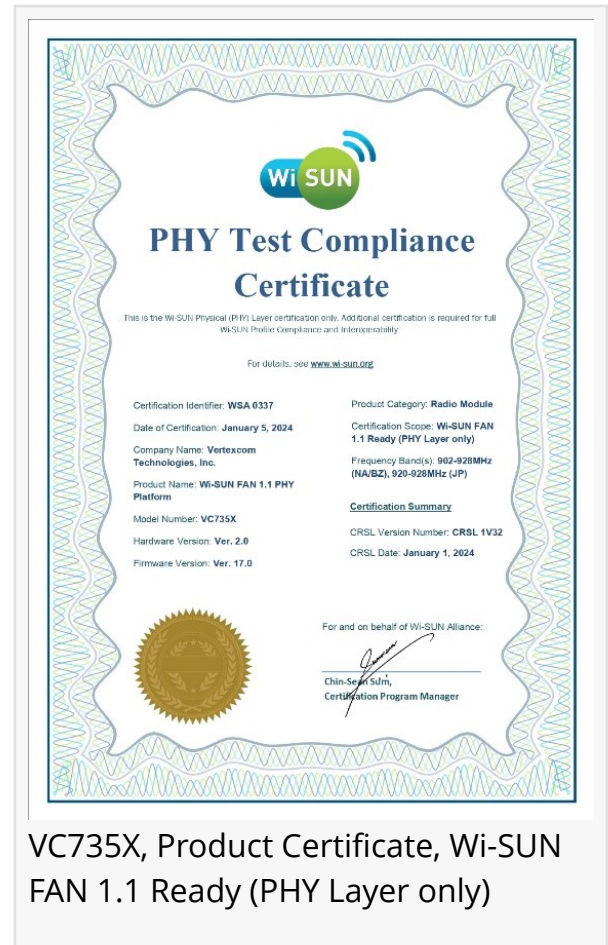 Wi SUN
PHY Test Compliance
Certificate
This is the Wi-SUN Physical (PHY) Layer certification only. Additional certification is required for full
Wi-SUN Profile Compliance and Interoperability
For details, see www.wi-sun.org
Certification Identifier: WSA 0337
Date of Certification: January 5, 2024
Company Name: Vertexcom
Technologies, Inc.
Product Name: Wi-SUN FAN 1.1 PHY
Platform
Model Number: VC735X
Hardware Version: Ver. 2.0
Firmware Version: Ver. 17.0
Product Category: Radio Module
Certification Scope: Wi-SUN FAN
1.1 Ready (PHY Layer only)
Frequency Band(s): 902-928MHz
(NA/BZ), 920-928MHz (JP)
Certification Summary
CRSL Version Number: CRSL 1V32
CRSL Date: January 1, 2024
For and on behalf of Wi-SUN Alliance:
Chin-Sean Sum,
Certification Program Manager
VC735X, Product Certificate, Wi-SUN
FAN 1.1 Ready (PHY Layer only)